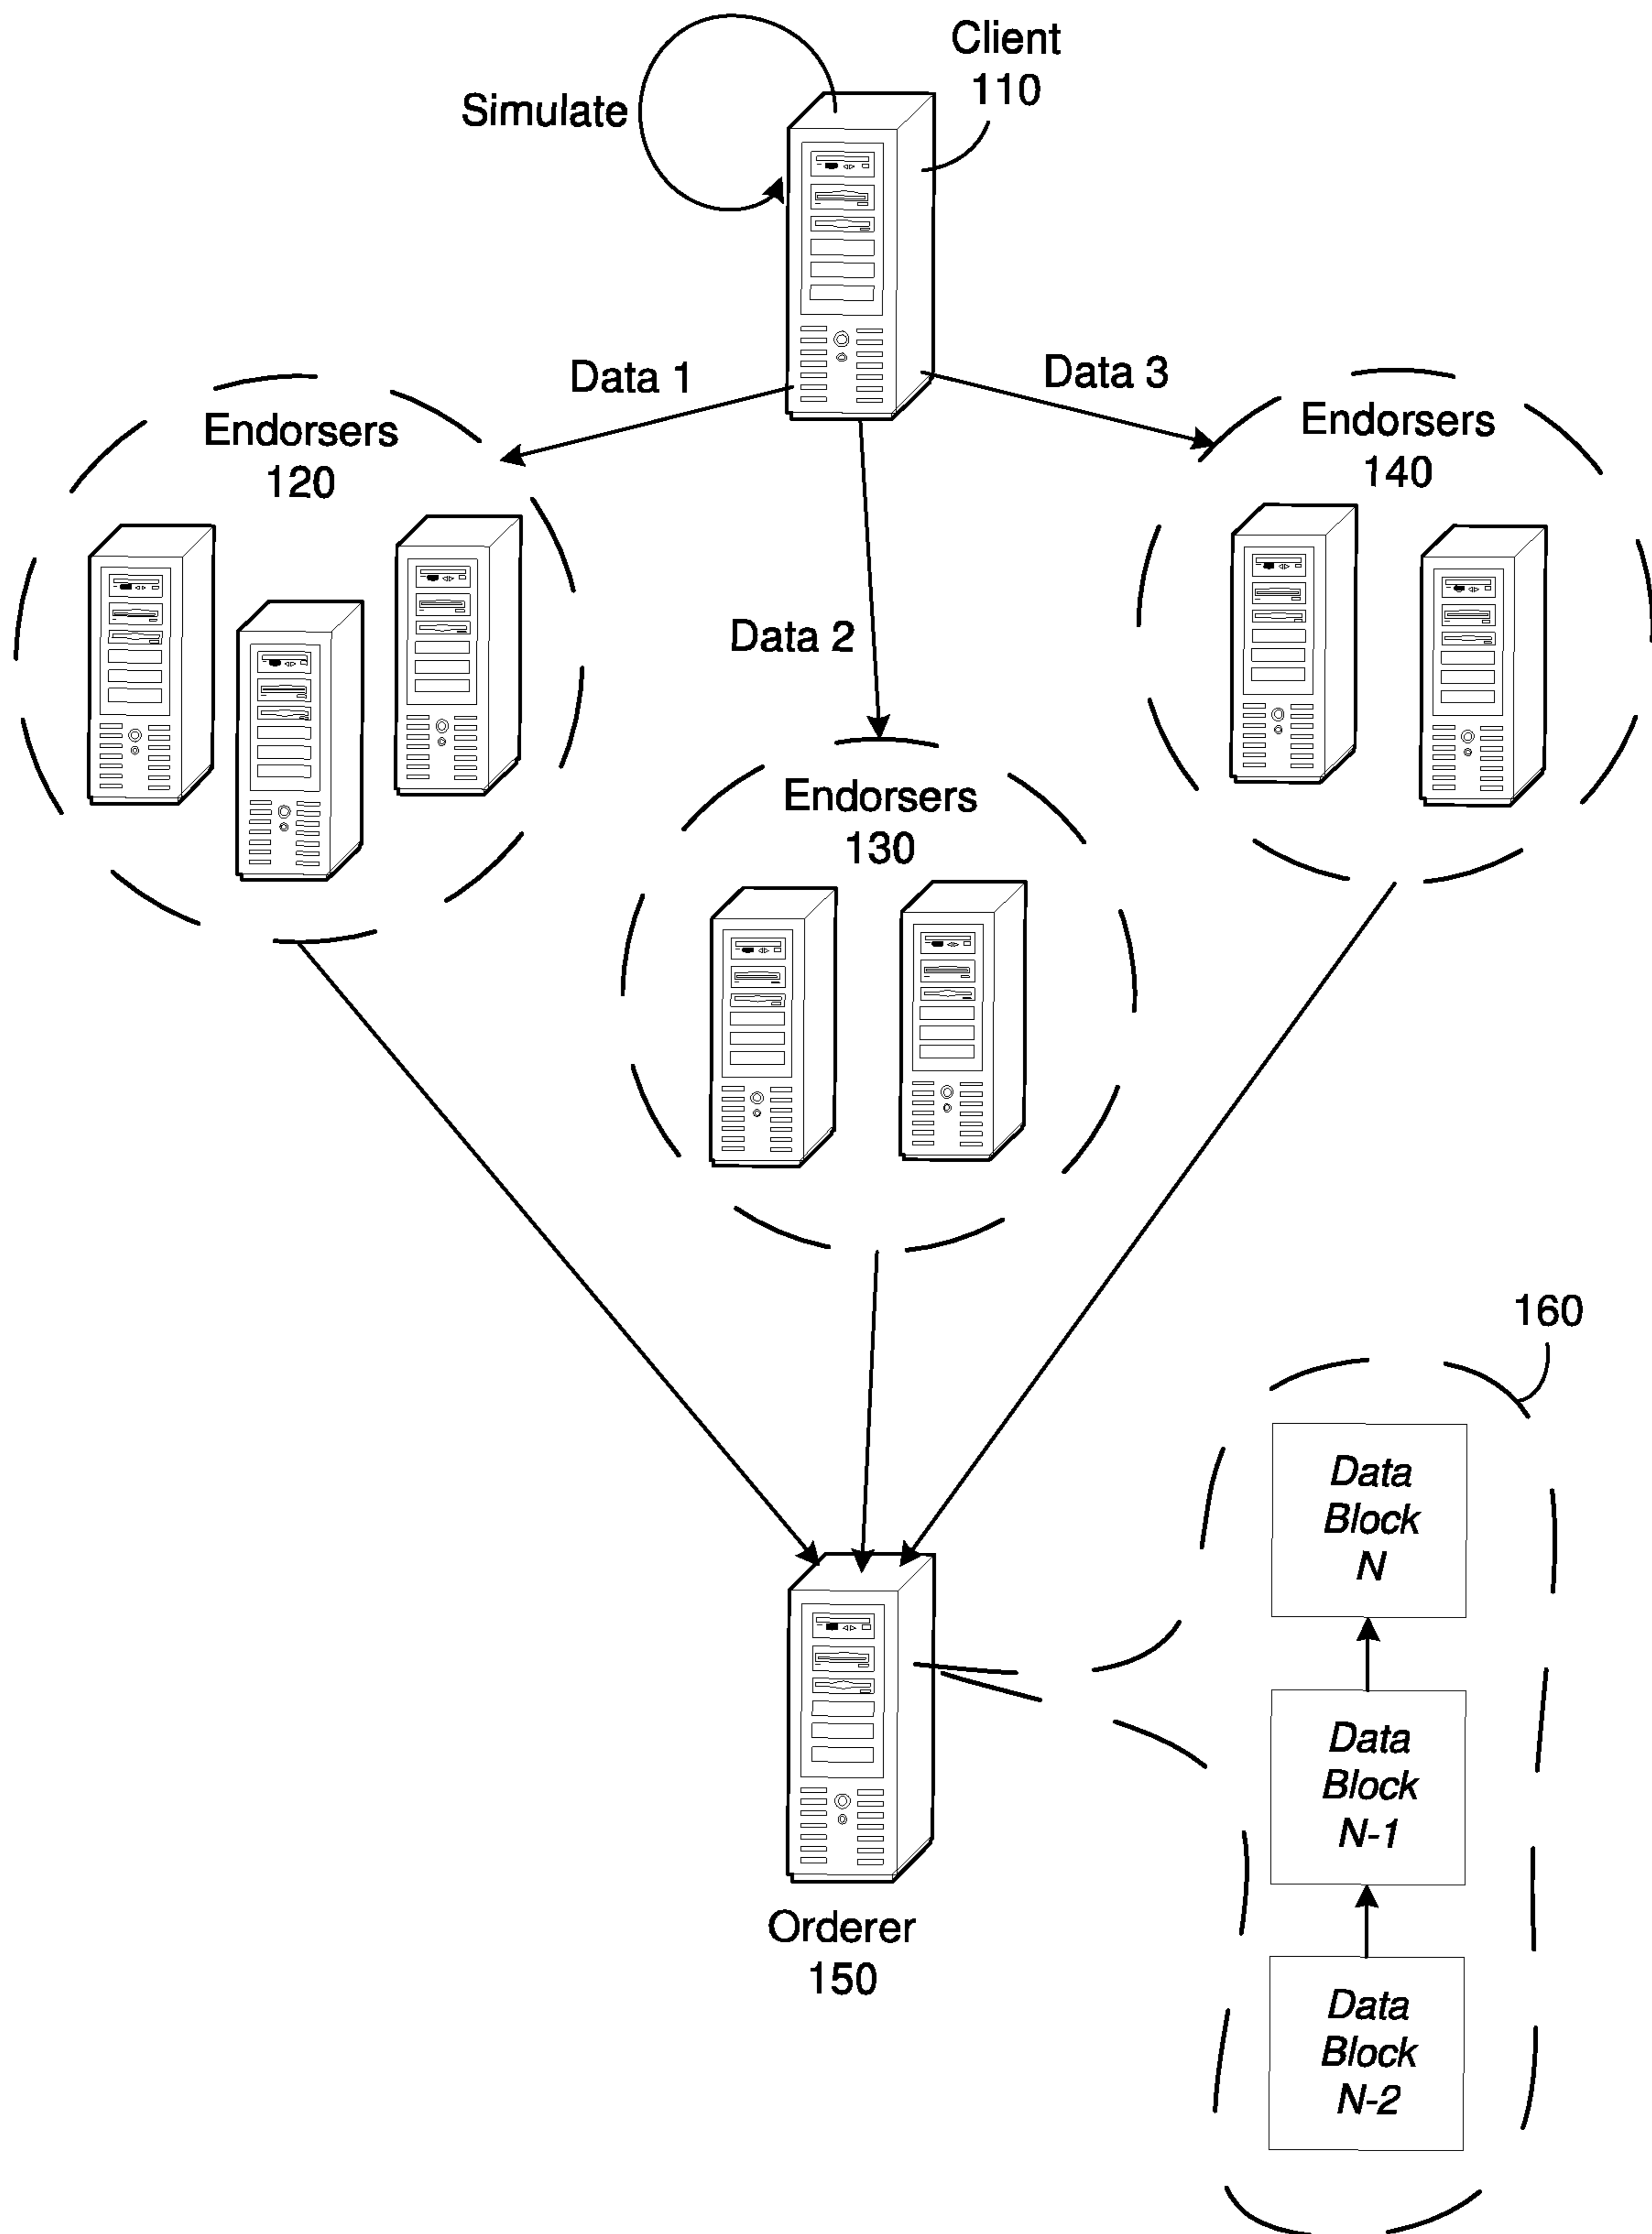 Client
110
Simulate
Data 1
Data 3
Endorsers
120
Endorsers
140
Data 2
Endorsers
130
160
Data
Block
N
Data
Block
N-1
Orderer
150
Data
Block
N-2